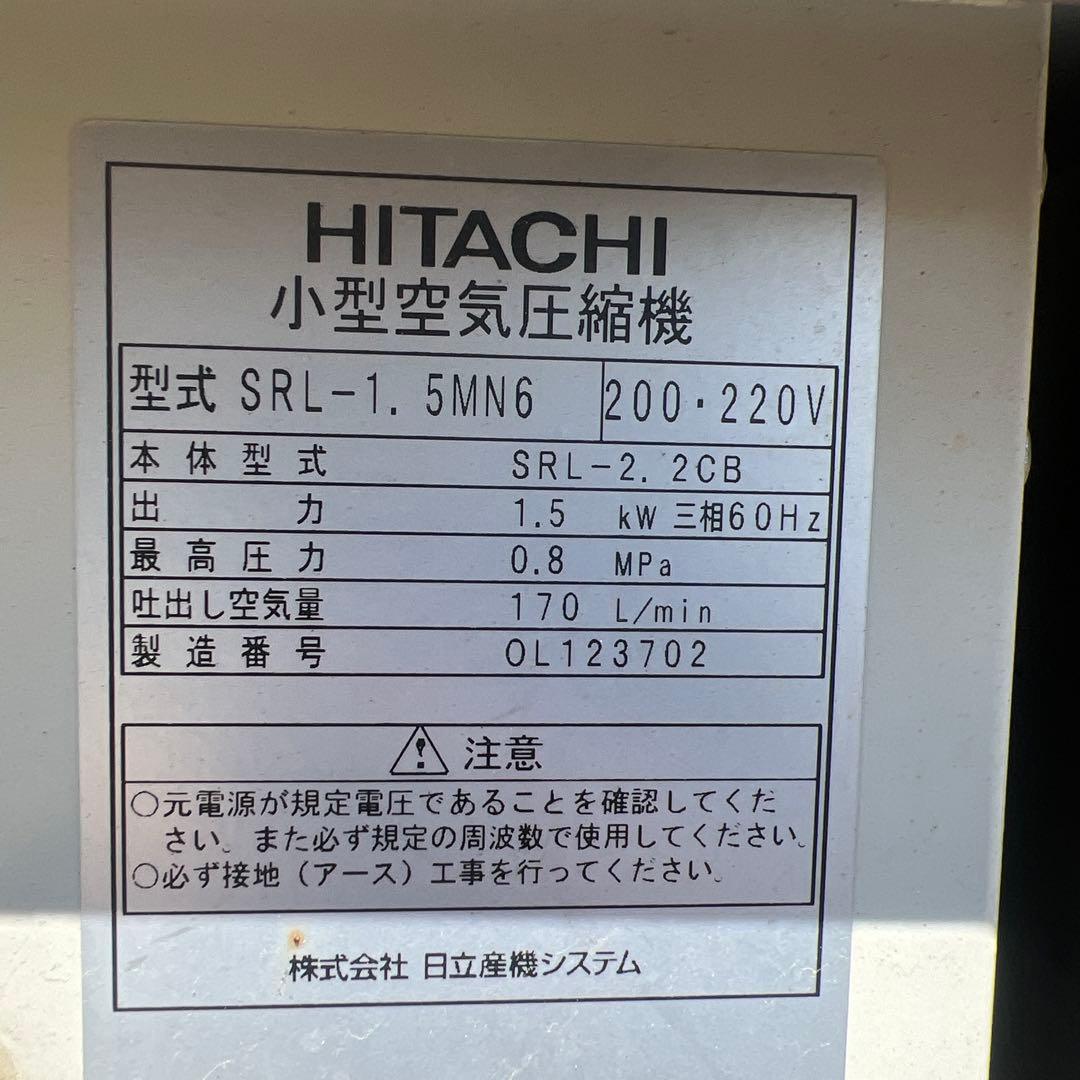 HITACHI
小型空気圧縮機
型式 SRL-1.5MN6 200・220V
本体型式 SRL-2.2CB
出力 1.5 kW 三相60Hz
最高圧力 0.8 MPa
吐出し空気量 170 L/min
製造番号 OL123702
注意
○元電源が規定電圧であることを確認してくだ
さい。また必ず規定の周波数で使用してください。
○必ず接地(アース)工事を行ってください。
株式会社 日立産機システム